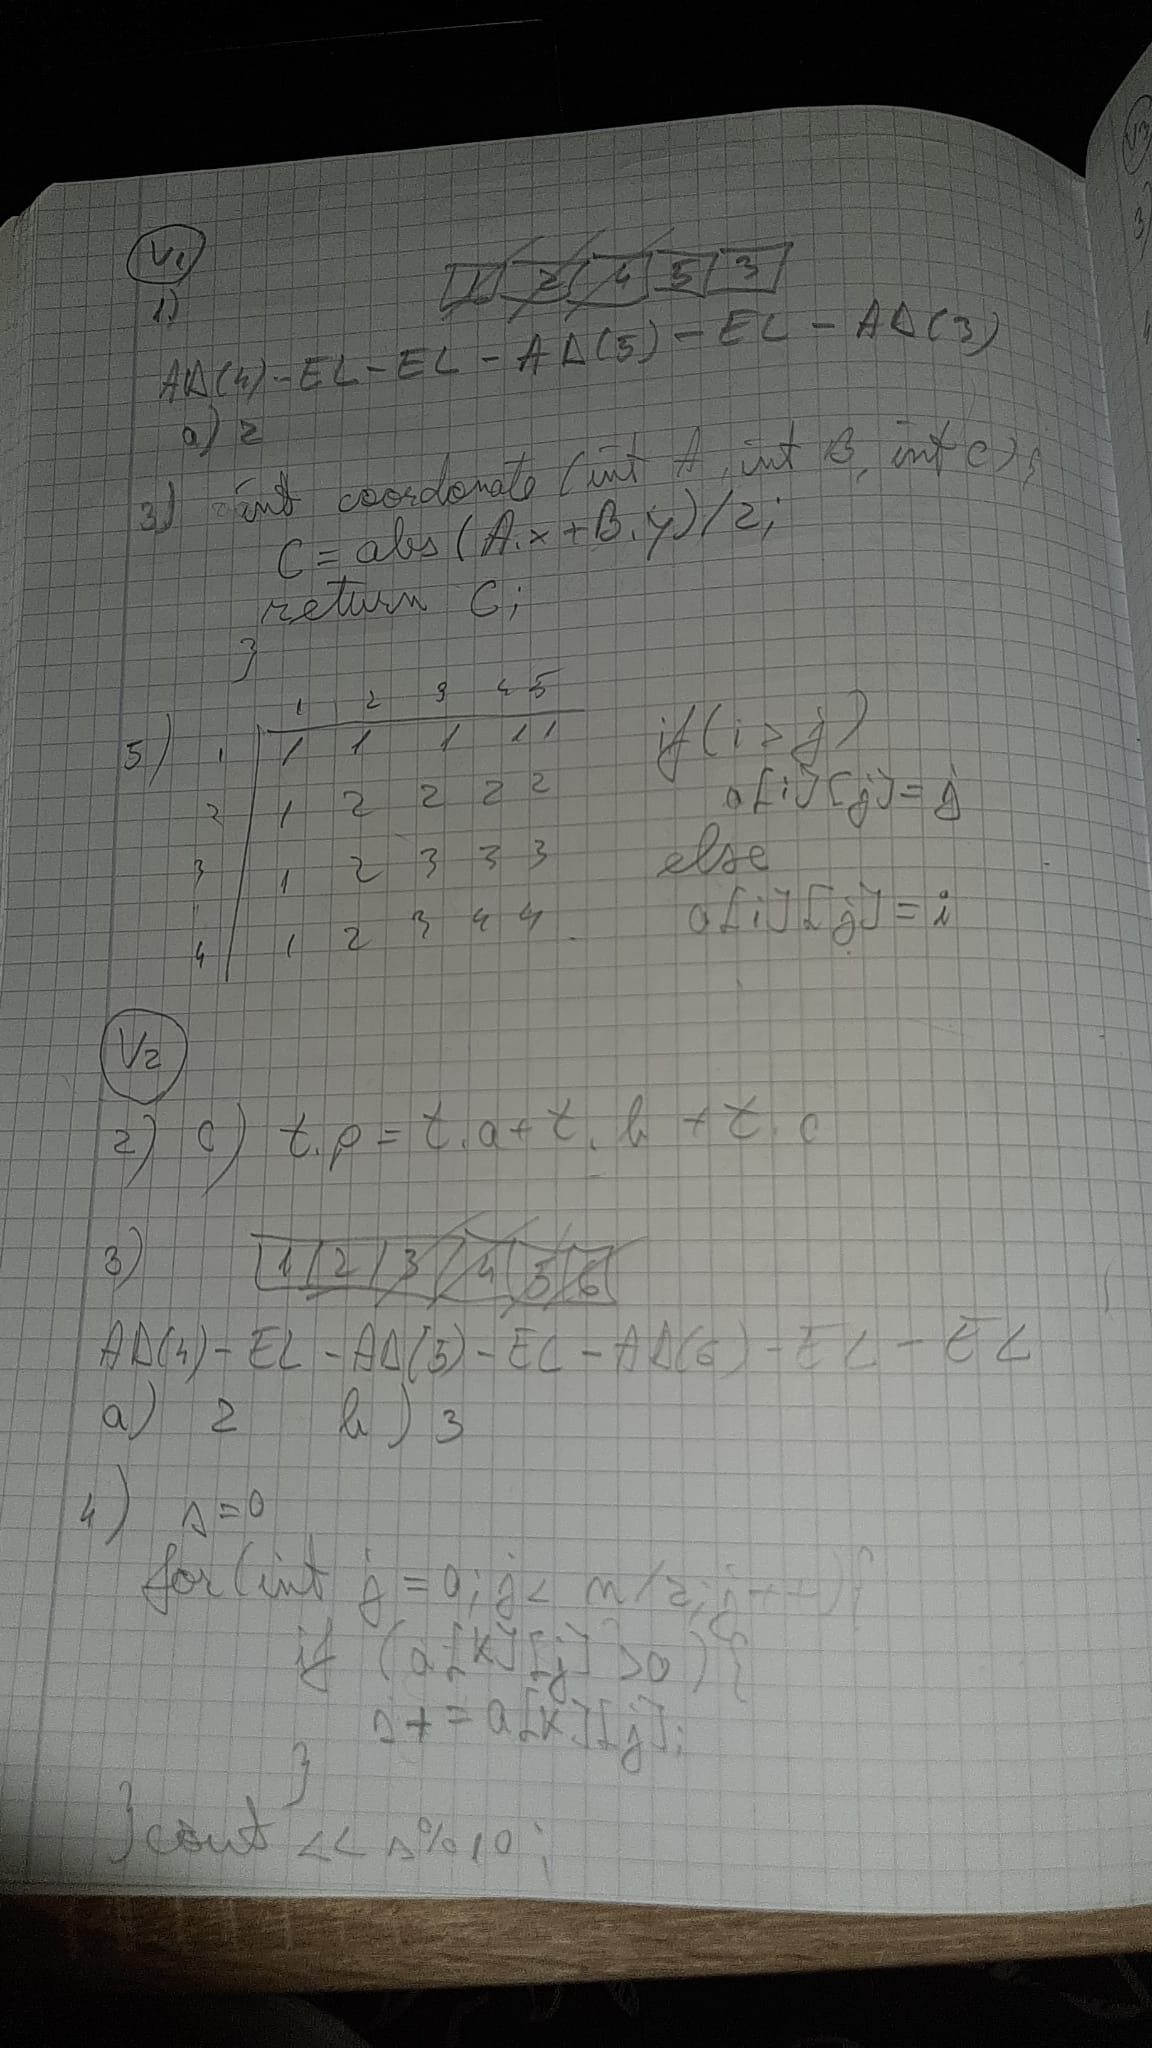 V1
1)
1 2 4 5 3
AD(4)-EL-EL-AD(5)-EL-AD(3)
a) 2
3) int coordonate (int A, int B, int C) {
C=abs(A.x+B.y)/2;
return C;
}
1 2 3 4 5
5) 1 1 1 1 1 1 if(i>j)
2 1 2 2 2 2 a[i][j]=j
3 1 2 3 3 3 else
4 1 2 3 4 4 a[i][j]=i
V2
2) c) t.p=t.a+t.b+t.c
3) 1 2 3 4 5 6
AD(4)-EL-AD(5)-EL-AD(6)-EL-EL
a) 2 b) 3
4) s=0
for(int j=0;j<n/2;j++){
if (a[x][j]>0){
s+=a[x][j];
}
}cout<<s%10;
V3
3)